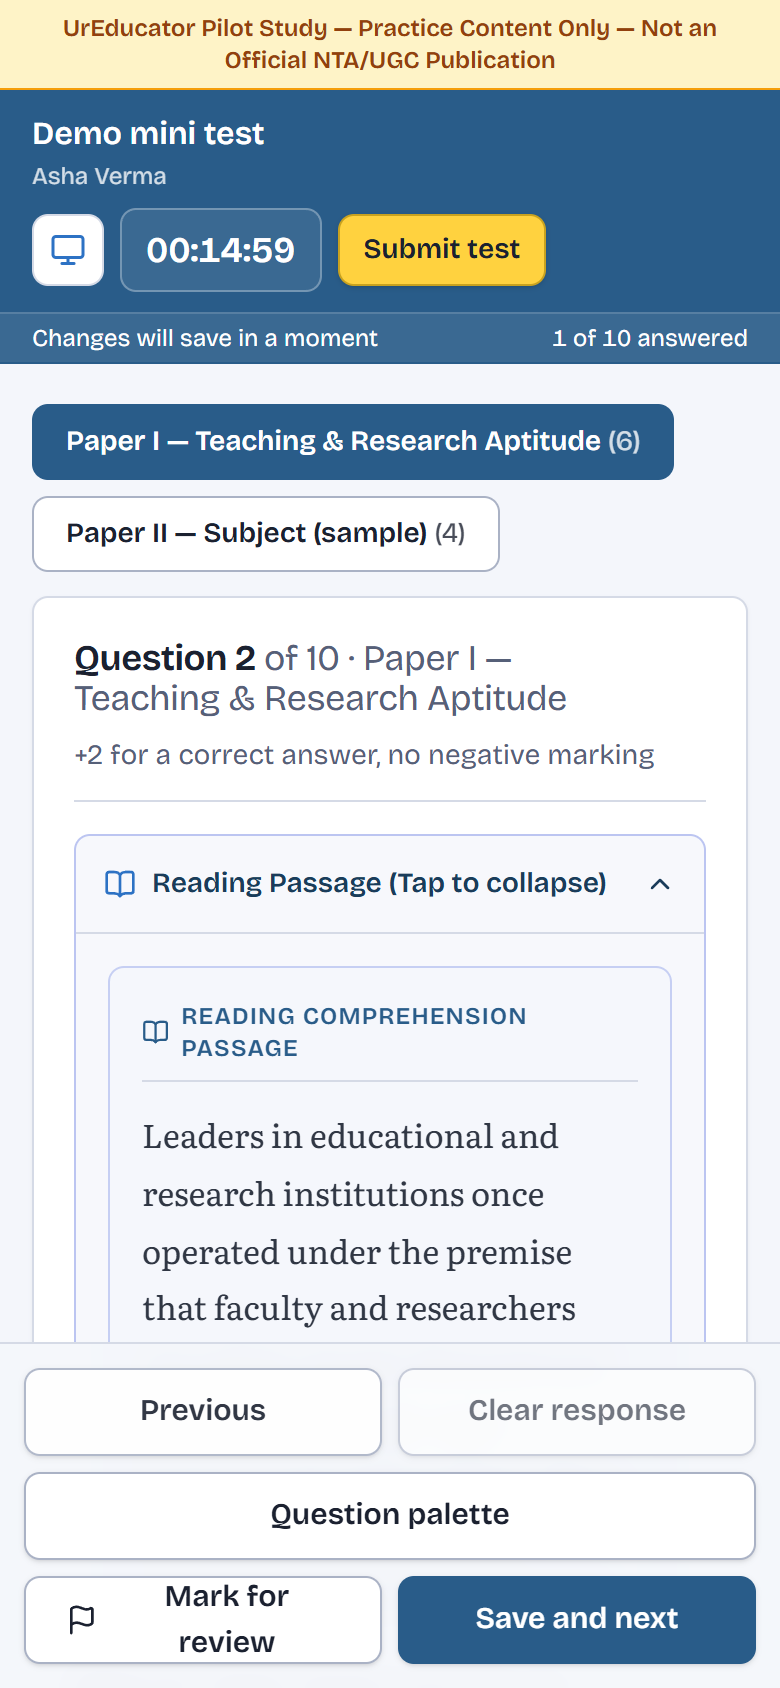 UrEducator Pilot Study — Practice Content Only — Not an
Official NTA/UGC Publication
Demo mini test
Asha Verma
00:14:59
Submit test
Changes will save in a moment
1 of 10 answered
Paper I — Teaching & Research Aptitude (6)
Paper II — Subject (sample) (4)
Question 2 of 10 · Paper I —
Teaching & Research Aptitude
+2 for a correct answer, no negative marking
Reading Passage (Tap to collapse)
READING COMPREHENSION
PASSAGE
Leaders in educational and
research institutions once
operated under the premise
that faculty and researchers
Previous
Clear response
Question palette
Mark for
review
Save and next